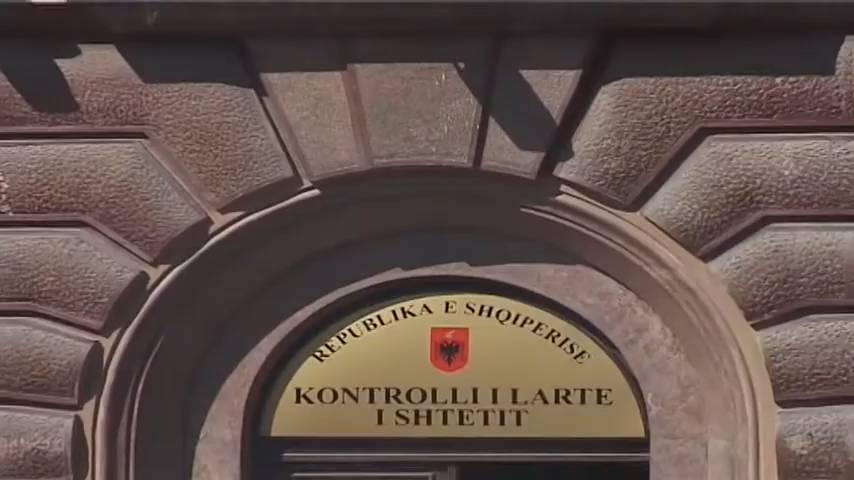 REPUBLIKA E SHQIPERISE
KONTROLLI I LARTE
I SHTETIT